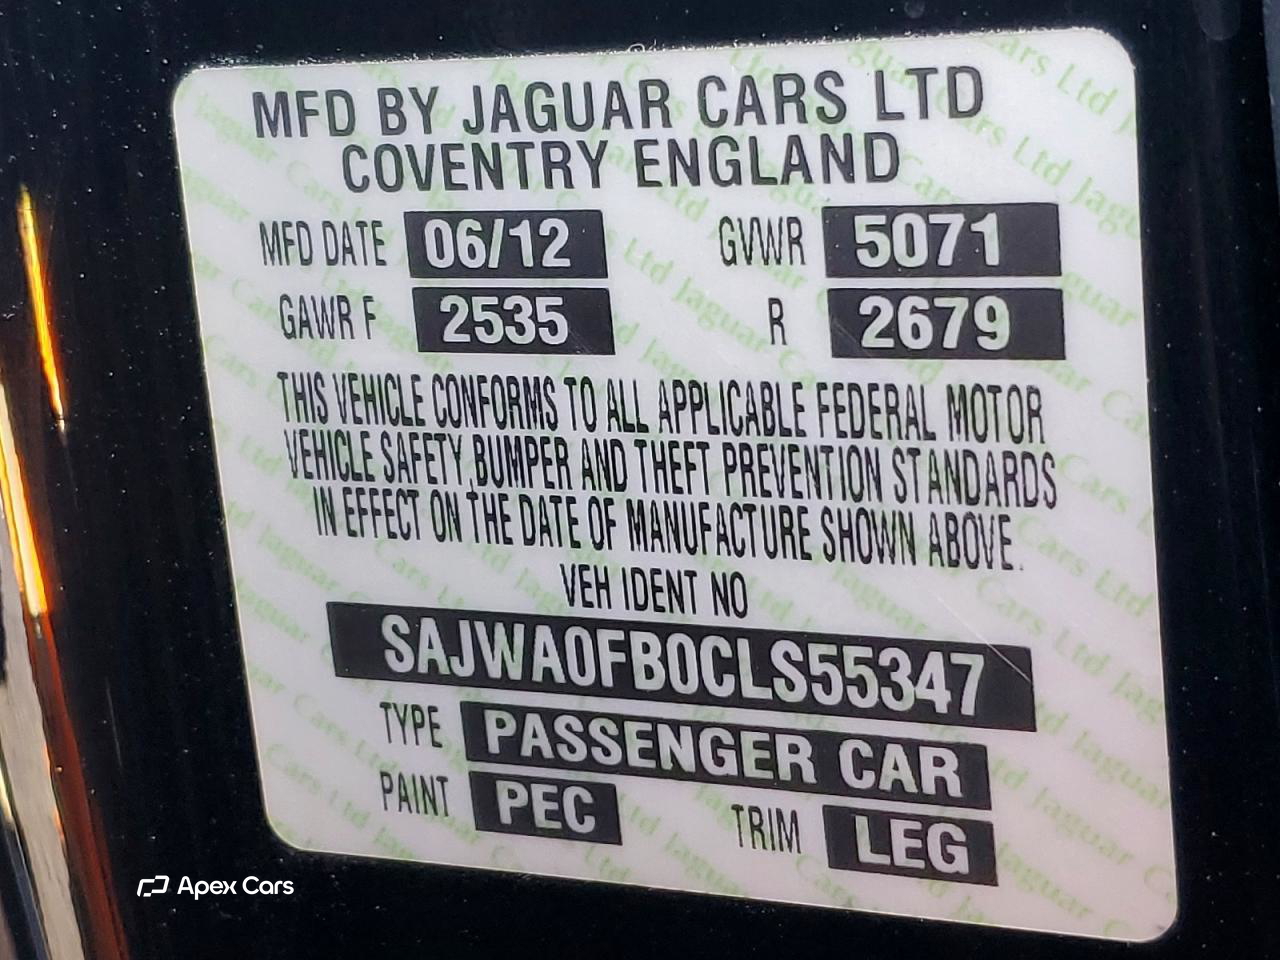 MFD BY JAGUAR CARS LTD
COVENTRY ENGLAND
MFD DATE 06/12 GVWR 5071
GAWR F 2535 R 2679
THIS VEHICLE CONFORMS TO ALL APPLICABLE FEDERAL MOTOR
VEHICLE SAFETY,BUMPER AND THEFT PREVENTION STANDARDS
IN EFFECT ON THE DATE OF MANUFACTURE SHOWN ABOVE.
VEH IDENT NO
SAJWA0FB0CLS55347
TYPE PASSENGER CAR
PAINT PEC TRIM LEG
Apex Cars